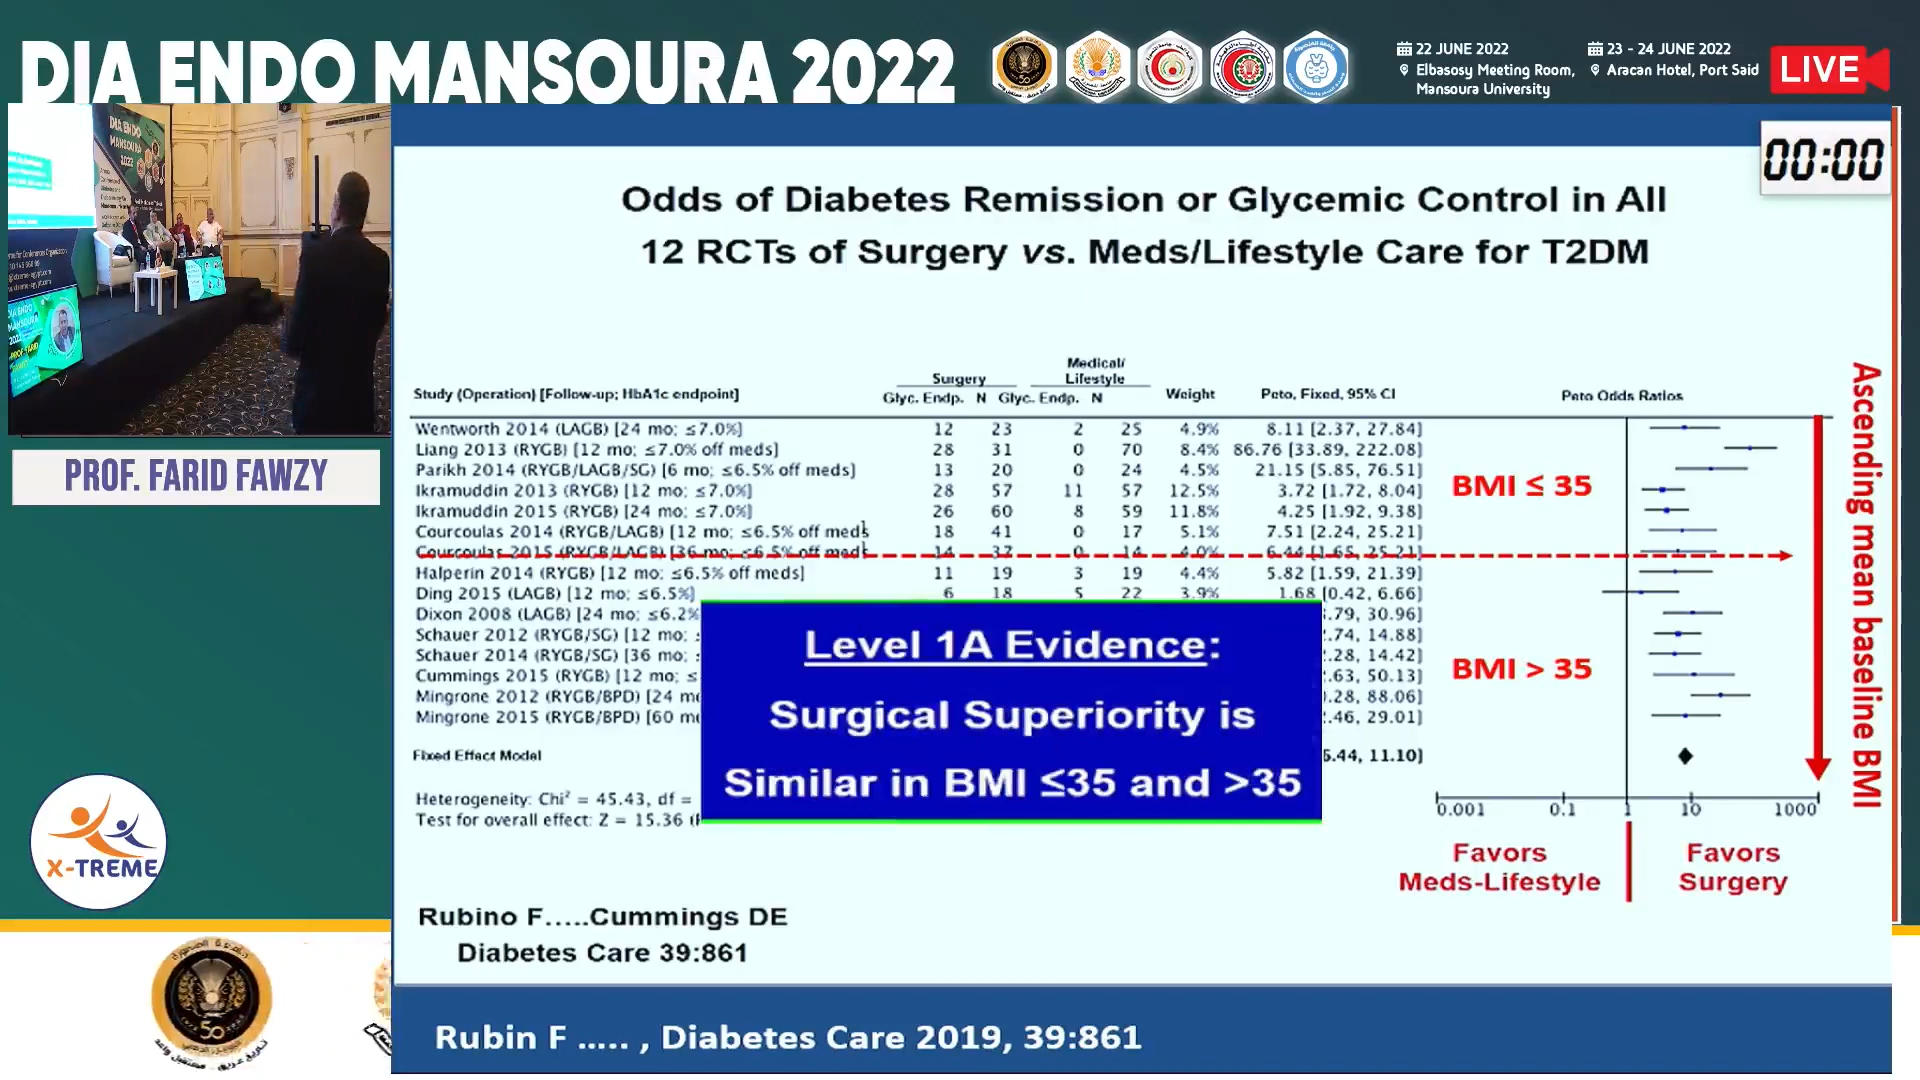 DIA ENDO MANSOURA 2022
22 JUNE 2022
Elbasosy Meeting Room,
Mansoura University
23 - 24 JUNE 2022
Aracan Hotel, Port Said
LIVE
DIA ENDO
MANSOURA
2022
PROF. FARID FAWZY
X-TREME
00:00
Odds of Diabetes Remission or Glycemic Control in All
12 RCTs of Surgery vs. Meds/Lifestyle Care for T2DM
Study (Operation) [Follow-up; HbA1c endpoint] Surgery Medical/ Lifestyle Weight Peto, Fixed, 95% CI Peto Odds Ratios
Glyc. Endp. N Glyc. Endp. N
Wentworth 2014 (LAGB) [24 mo; ≤7.0%] 12 23 2 25 4.9% 8.11 [2.37, 27.84]
Liang 2013 (RYGB) [12 mo; ≤7.0% off meds] 28 31 0 70 8.4% 86.76 [33.89, 222.08]
Parikh 2014 (RYGB/LAGB/SG) [6 mo; ≤6.5% off meds] 13 20 0 24 4.5% 21.15 [5.85, 76.51]
Ikramuddin 2013 (RYGB) [12 mo; ≤7.0%] 28 57 11 57 12.5% 3.72 [1.72, 8.04]
Ikramuddin 2015 (RYGB) [24 mo; ≤7.0%] 26 60 8 59 11.8% 4.25 [1.92, 9.38]
Courcoulas 2014 (RYGB/LAGB) [12 mo; ≤6.5% off meds] 18 41 0 17 5.1% 7.51 [2.24, 25.21]
Courcoulas 2015 (RYGB/LAGB) [36 mo; ≤6.5% off meds] 14 37 0 14 4.0% 6.44 [1.65, 25.21]
Halperin 2014 (RYGB) [12 mo; ≤6.5% off meds] 11 19 3 19 4.4% 5.82 [1.59, 21.39]
Ding 2015 (LAGB) [12 mo; ≤6.5%] 6 18 5 22 3.9% 1.68 [0.42, 6.66]
Dixon 2008 (LAGB) [24 mo; ≤6.2% .79, 30.96]
Schauer 2012 (RYGB/SG) [12 mo; .74, 14.88]
Schauer 2014 (RYGB/SG) [36 mo; .28, 14.42]
Cummings 2015 (RYGB) [12 mo; ≤ .63, 50.13]
Mingrone 2012 (RYGB/BPD) [24 .28, 88.06]
Mingrone 2015 (RYGB/BPD) [60 .46, 29.01]
Fixed Effect Model .44, 11.10]
Heterogeneity: Chi² = 45.43, df =
Test for overall effect: Z = 15.36
BMI ≤ 35
BMI > 35
Level 1A Evidence:
Surgical Superiority is
Similar in BMI ≤35 and >35
Ascending mean baseline BMI
0.001 0.1 1 10 1000
Favors
Meds-Lifestyle
Favors
Surgery
Rubino F.....Cummings DE
Diabetes Care 39:861
Rubin F ..... , Diabetes Care 2019, 39:861
50